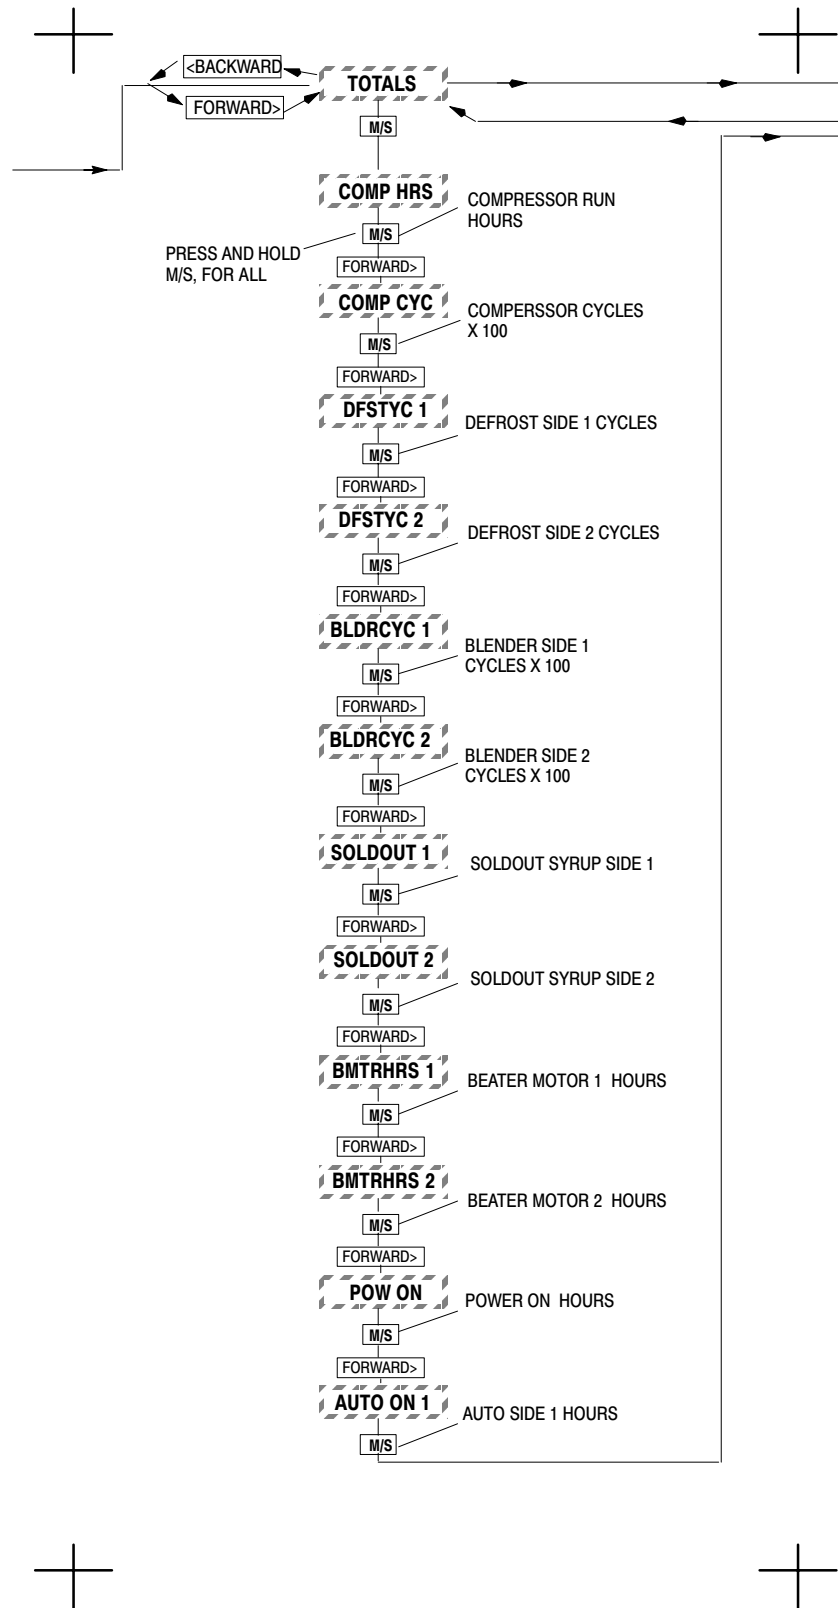 <BACKWARD
TOTALS
FORWARD>
M/S
COMP HRS
COMPRESSOR RUN
HOURS
M/S
PRESS AND HOLD
M/S, FOR ALL
FORWARD>
COMP CYC
COMPERSSOR CYCLES
X 100
M/S
FORWARD>
DFSTYC 1
DEFROST SIDE 1 CYCLES
M/S
FORWARD>
DFSTYC 2
DEFROST SIDE 2 CYCLES
M/S
FORWARD>
BLDRCYC 1
BLENDER SIDE 1
CYCLES X 100
M/S
FORWARD>
BLDRCYC 2
BLENDER SIDE 2
CYCLES X 100
M/S
FORWARD>
SOLDOUT 1
SOLDOUT SYRUP SIDE 1
M/S
FORWARD>
SOLDOUT 2
SOLDOUT SYRUP SIDE 2
M/S
FORWARD>
BMTRHRS 1
BEATER MOTOR 1 HOURS
M/S
FORWARD>
BMTRHRS 2
BEATER MOTOR 2 HOURS
M/S
FORWARD>
POW ON
POWER ON HOURS
M/S
FORWARD>
AUTO ON 1
AUTO SIDE 1 HOURS
M/S